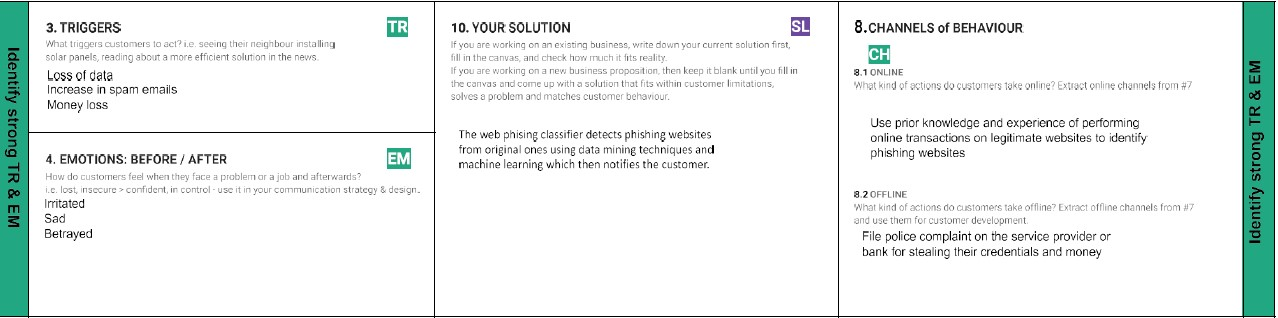 Identify strong TR & EM
3. TRIGGERS
TR
What triggers customers to act? i.e. seeing their neighbour installing
solar panels, reading about a more efficient solution in the news.
Loss of data
Increase in spam emails
Money loss
4. EMOTIONS: BEFORE / AFTER
EM
How do customers feel when they face a problem or a job and afterwards?
i.e. lost, insecure > confident, in control - use it in your communication strategy & design.
Irritated
Sad
Betrayed
10. YOUR SOLUTION
SL
If you are working on an existing business, write down your current solution first,
fill in the canvas, and check how much it fits reality.
If you are working on a new business proposition, then keep it blank until you fill in
the canvas and come up with a solution that fits within customer limitations,
solves a problem and matches customer behaviour.
The web phising classifier detects phishing websites
from original ones using data mining techniques and
machine learning which then notifies the customer.
8.CHANNELS of BEHAVIOUR
CH
8.1 ONLINE
What kind of actions do customers take online? Extract online channels from #7
Use prior knowledge and experience of performing
online transactions on legitimate websites to identify
phishing websites
8.2 OFFLINE
What kind of actions do customers take offline? Extract offline channels from #7
and use them for customer development.
File police complaint on the service provider or
bank for stealing their credentials and money
Identify strong TR & EM